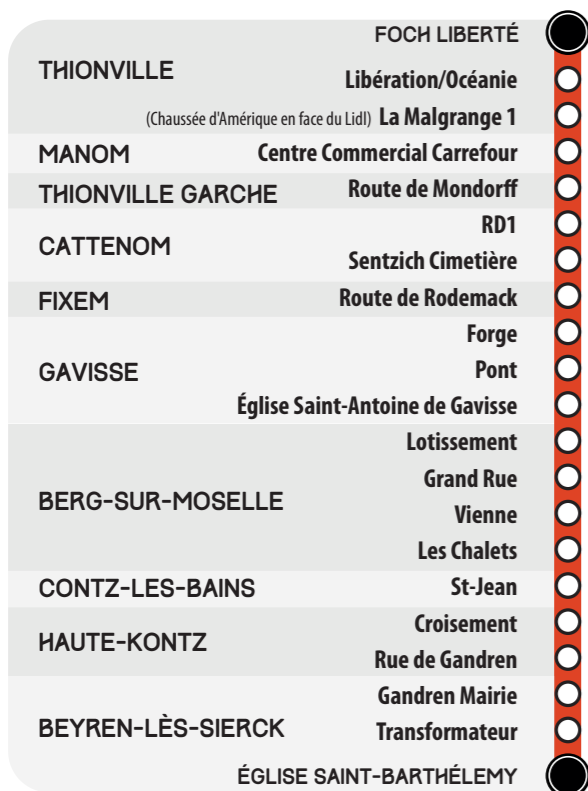 FOCH LIBERTÉ
THIONVILLE
Libération/Océanie
(Chaussée d'Amérique en face du Lidl) La Malgrange 1
MANOM Centre Commercial Carrefour
THIONVILLE GARCHE Route de Mondorff
RD1
CATTENOM
Sentzich Cimetière
FIXEM Route de Rodemack
Forge
GAVISSE Pont
Église Saint-Antoine de Gavisse
Lotissement
Grand Rue
BERG-SUR-MOSELLE
Vienne
Les Chalets
CONTZ-LES-BAINS St-Jean
Croisement
HAUTE-KONTZ
Rue de Gandren
Gandren Mairie
BEYREN-LÈS-SIERCK Transformateur
ÉGLISE SAINT-BARTHÉLEMY